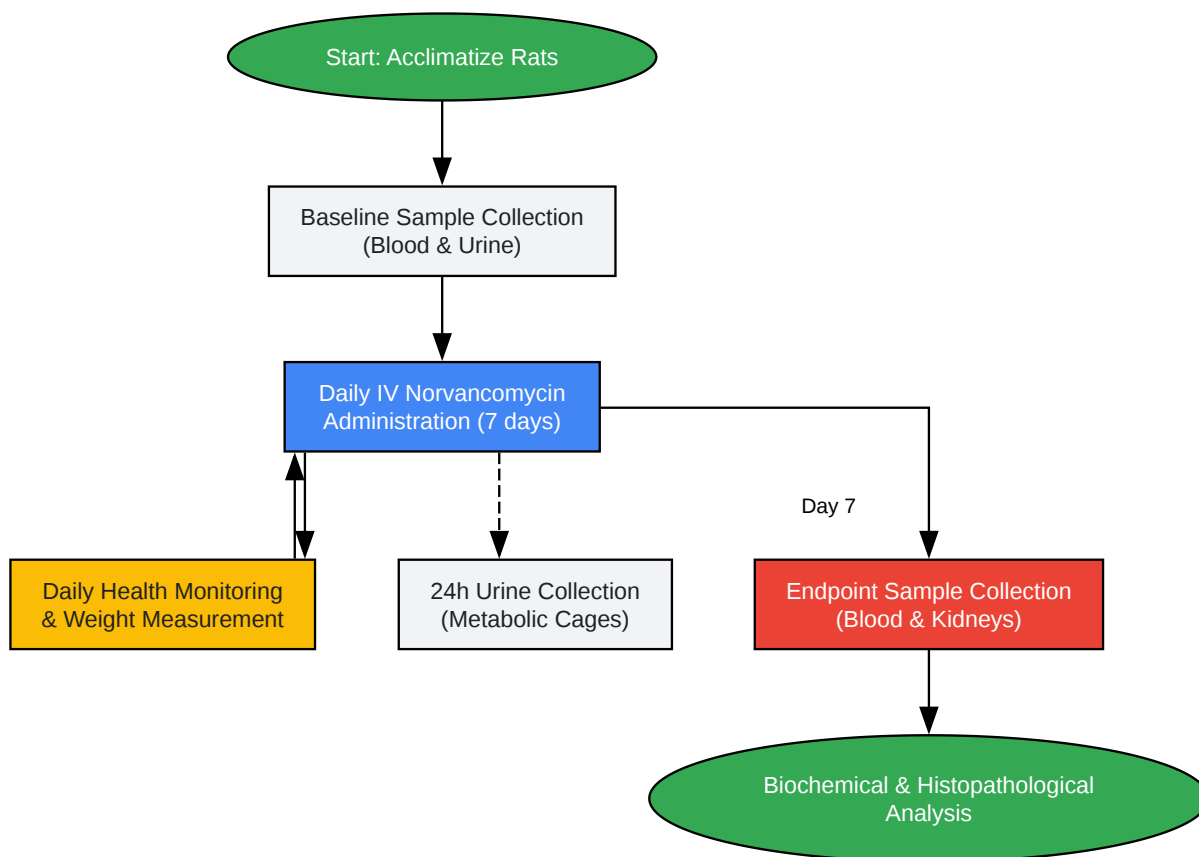 Start: Acclimatize Rats
Baseline Sample Collection
(Blood & Urine)
Daily IV Norvancomycin
Administration (7 days)
Day 7
Daily Health Monitoring
& Weight Measurement
24h Urine Collection
(Metabolic Cages)
Endpoint Sample Collection
(Blood & Kidneys)
Biochemical & Histopathological
Analysis